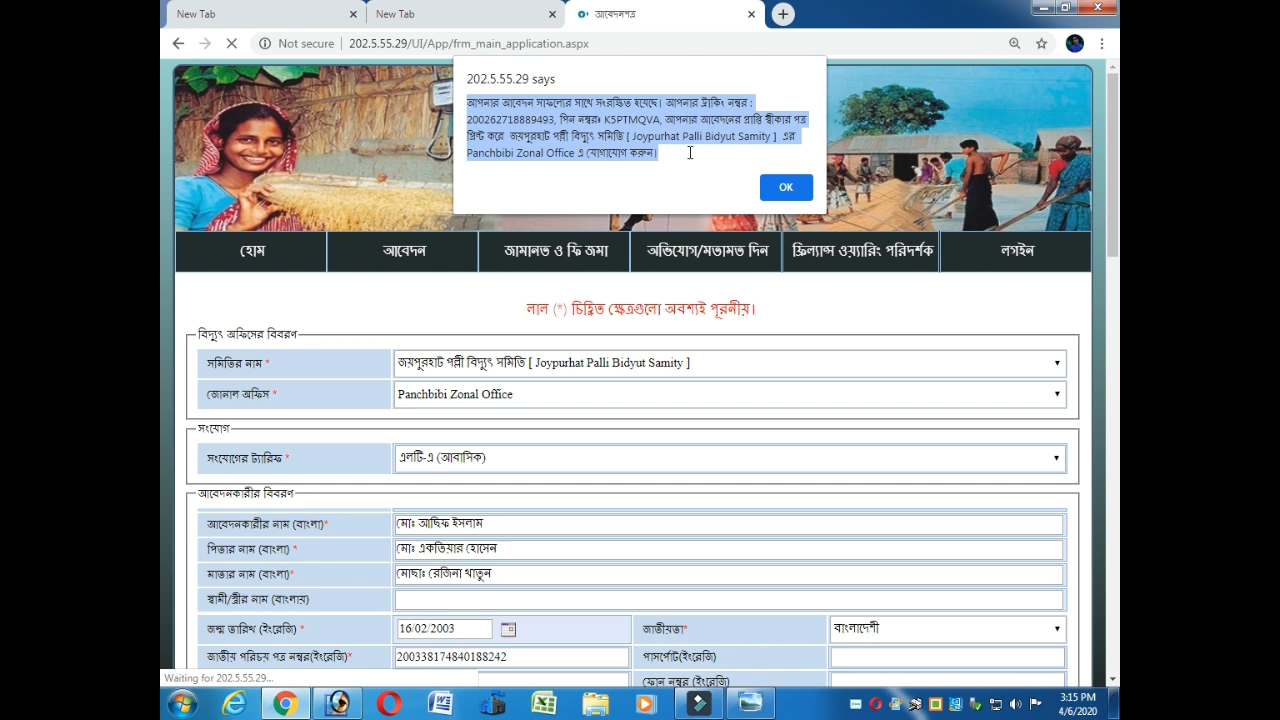 New Tab
New Tab
আবেদনপত্র
Not secure
202.5.55.29/UI/App/frm_main_application.aspx
202.5.55.29 says
আপনার আবেদন সাফল্যের সাথে সংরক্ষিত হয়েছে। আপনার ট্রাকিং নম্বর :
200262718889493, পিন নম্বরঃ K5PTMQVA, আপনার আবেদনের প্রাপ্তি স্বীকার পত্র
প্রিন্ট করে জয়পুরহাট পল্লী বিদ্যুৎ সমিতি [ Joypurhat Palli Bidyut Samity ] এর
Panchbibi Zonal Office এ যোগাযোগ করুন।
OK
হোম
আবেদন
জামানত ও ফি জমা
অভিযোগ/মতামত দিন
ফ্রিল্যান্স ওয়্যারিং পরিদর্শক
লগইন
লাল (*) চিহ্নিত ক্ষেত্রগুলো অবশ্যই পূরনীয়।
বিদ্যুৎ অফিসের বিবরণ
সমিতির নাম *
জয়পুরহাট পল্লী বিদ্যুৎ সমিতি [ Joypurhat Palli Bidyut Samity ]
জোনাল অফিস *
Panchbibi Zonal Office
সংযোগ
সংযোগের ট্যারিফ *
এলটি-এ (আবাসিক)
আবেদনকারীর বিবরণ
আবেদনকারীর নাম (বাংলা)*
মোঃ আছিফ ইসলাম
পিতার নাম (বাংলা) *
মোঃ একতিয়ার হোসেন
মাতার নাম (বাংলা)*
মোছাঃ রেজিনা খাতুন
স্বামী/স্ত্রীর নাম (বাংলায়)
জন্ম তারিখ (ইংরেজি) *
16/02/2003
জাতীয়তা*
বাংলাদেশী
জাতীয় পরিচয় পত্র নম্বর(ইংরেজি)*
200338174840188242
পাসপোর্ট(ইংরেজি)
ফোন নম্বর (ইংরেজি)
Waiting for 202.5.55.29...
3:15 PM
4/6/2020